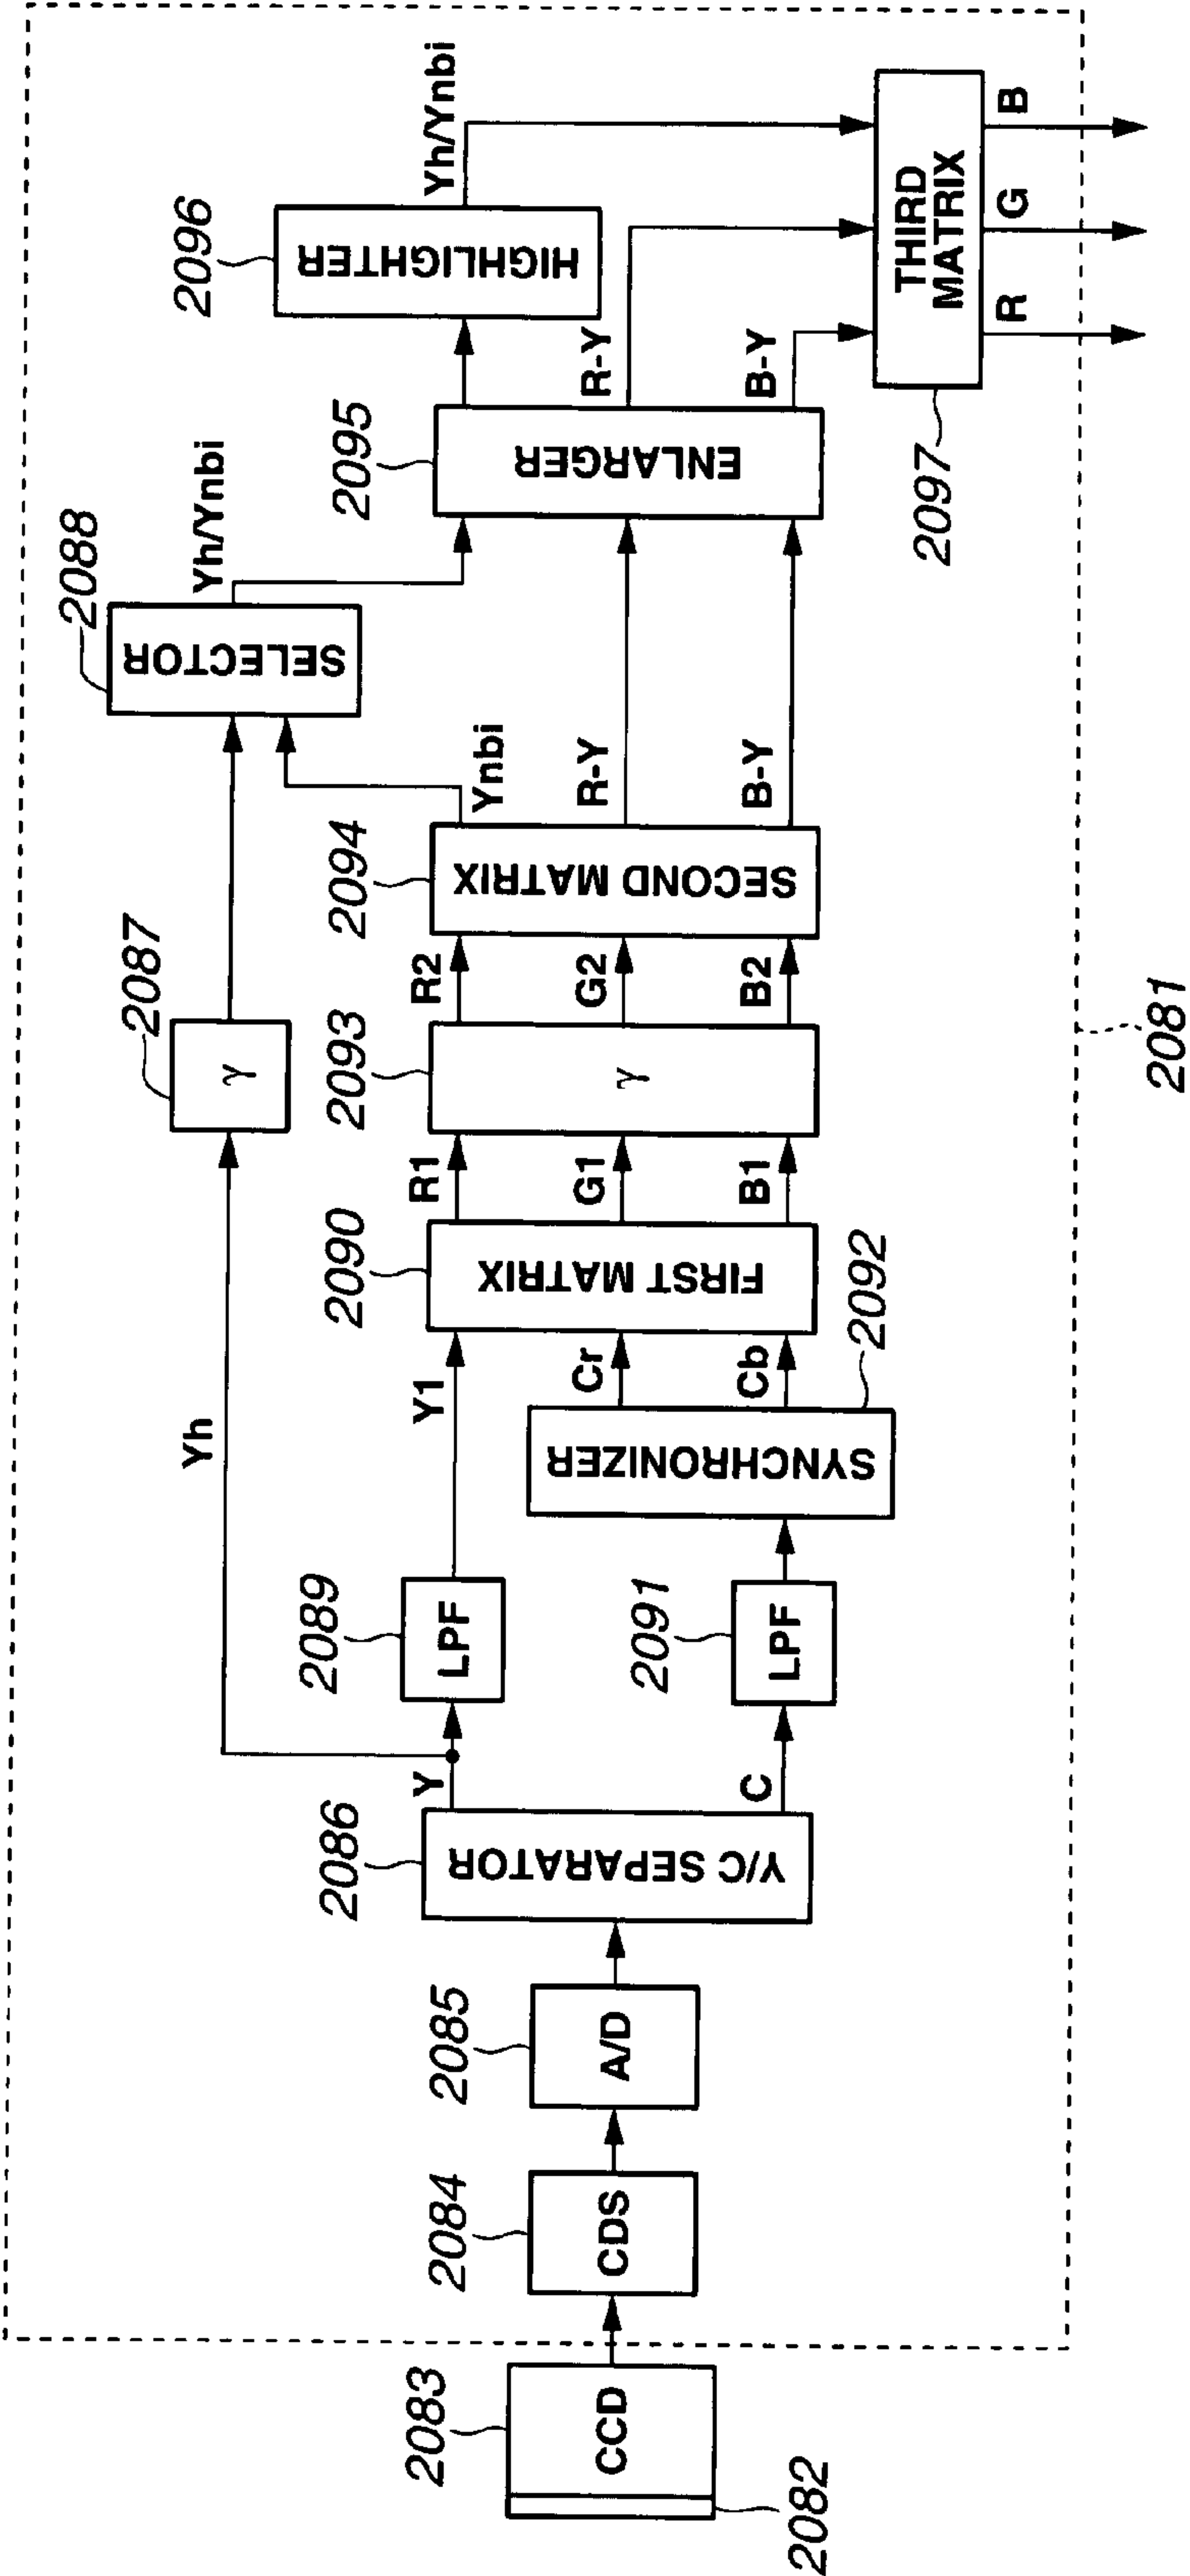 2083
CCD
2082
2084
CDS
2085
A/D
2086
Y/C SEPARATOR
Y
C
Yh
2089
LPF
2091
LPF
Y1
SYNCHRONIZER
2092
Cr
Cb
2090
FIRST MATRIX
R1
G1
B1
2087
γ
2093
γ
R2
G2
B2
2094
SECOND MATRIX
Ynbi
R-Y
B-Y
2088
SELECTOR
Yh/Ynbi
2095
ENLARGER
R-Y
B-Y
2096
HIGHLIGHTER
Yh/Ynbi
THIRD
MATRIX
2097
R
G
B
2081